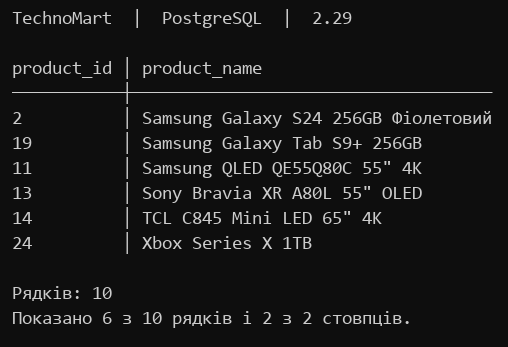 TechnoMart │ PostgreSQL │ 2.29
product_id │ product_name
2 │ Samsung Galaxy S24 256GB Фіолетовий
19 │ Samsung Galaxy Tab S9+ 256GB
11 │ Samsung QLED QE55Q80C 55" 4K
13 │ Sony Bravia XR A80L 55" OLED
14 │ TCL C845 Mini LED 65" 4K
24 │ Xbox Series X 1TB
Рядків: 10
Показано 6 з 10 рядків і 2 з 2 стовпців.